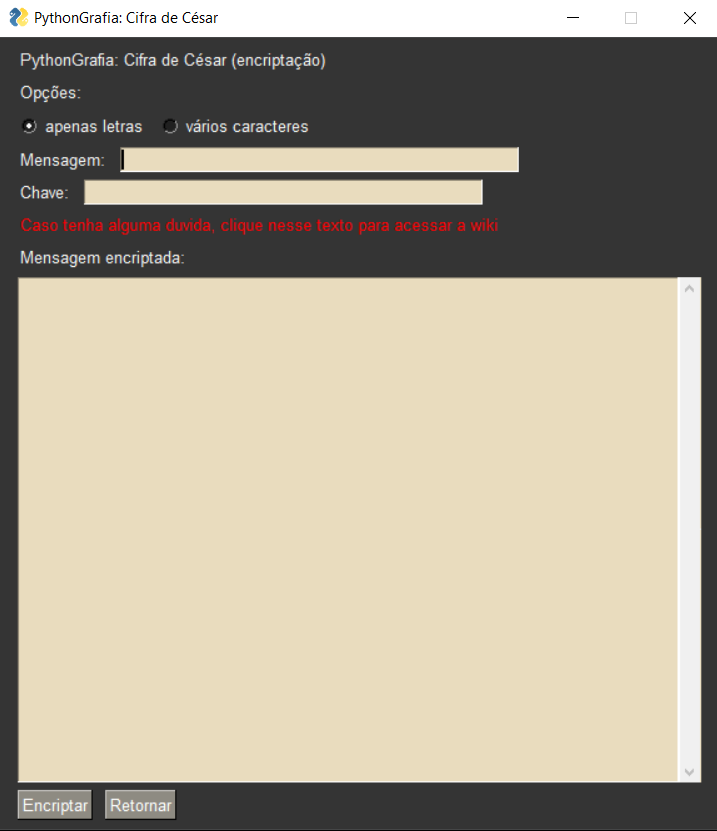 PythonGrafia: Cifra de César
PythonGrafia: Cifra de César (encriptação)
Opções:
apenas letras vários caracteres
Mensagem:
Chave:
Caso tenha alguma duvida, clique nesse texto para acessar a wiki
Mensagem encriptada:
Encriptar Retornar